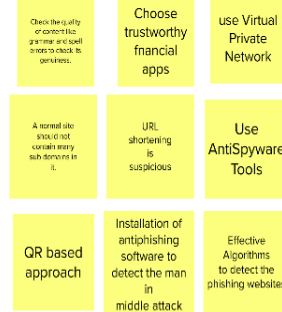 Check the quality
of content like
grammar and spell
errors to check its
genuiness.
Choose
trustworthy
fnancial
apps
use Virtual
Private
Network
A normal site
should not
contain many
sub domains in
it.
URL
shortening
is
suspicious
Use
AntiSpyware
Tools
QR based
approach
Installation of
antiphishing
software to
detect the man
in
middle attack
Effective
Algorithms
to detect the
phishing websites